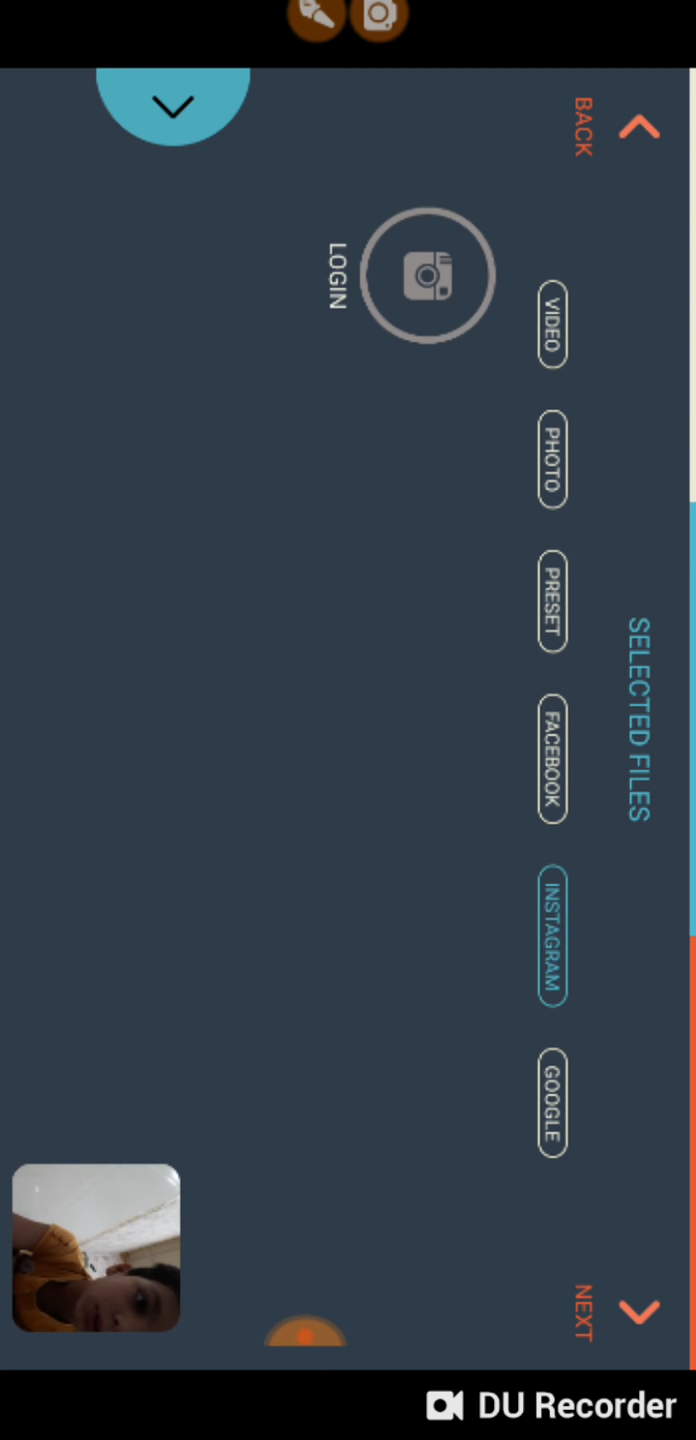 BACK
SELECTED FILES
NEXT
VIDEO
PHOTO
PRESET
FACEBOOK
INSTAGRAM
GOOGLE
LOGIN
DU Recorder